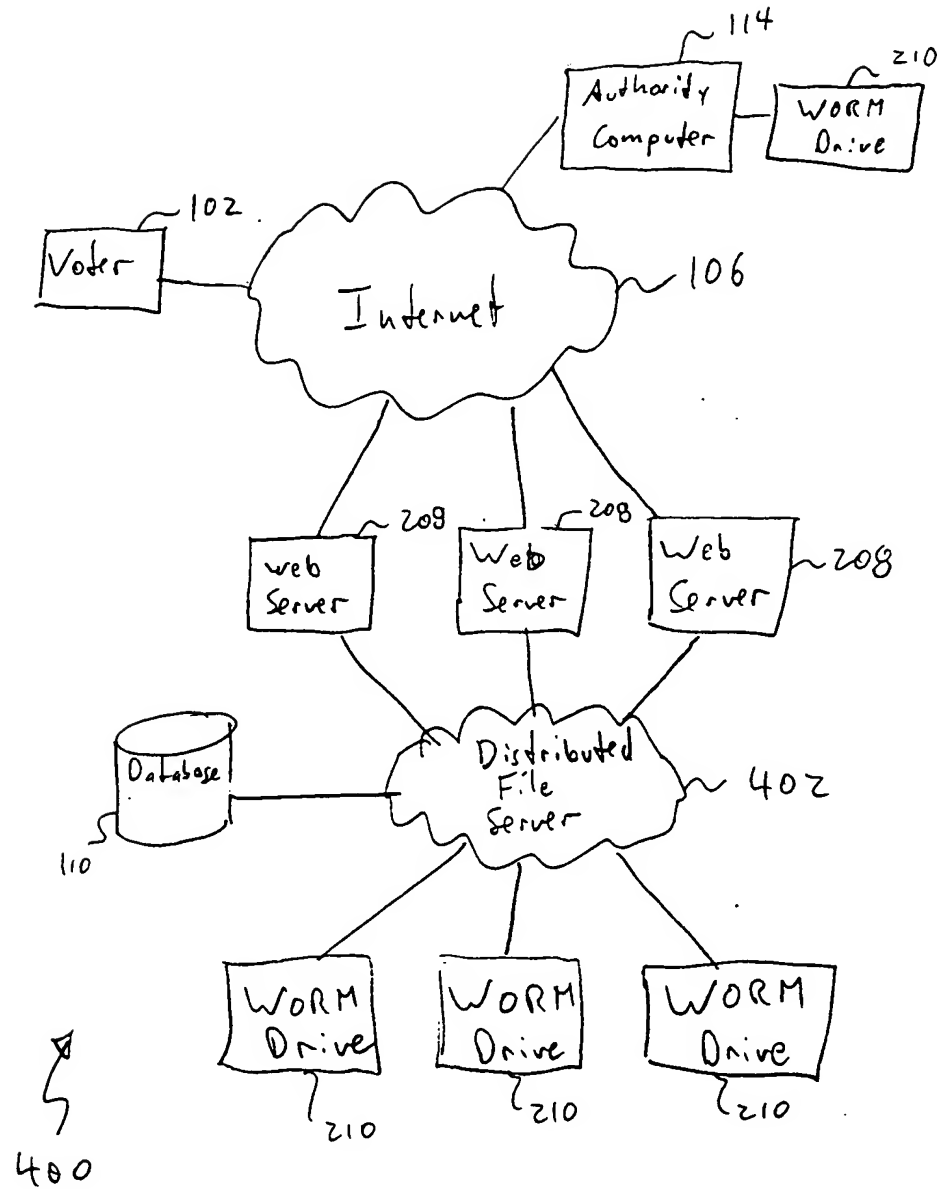 114
210
Authority
Computer
WORM
Drive
102
Voter
106
Internet
208
208
Web
Server
208
Web
Server
Web
Server
Distributed
File
Server
402
Database
110
WORM
Drive
210
WORM
Drive
210
WORM
Drive
210
400